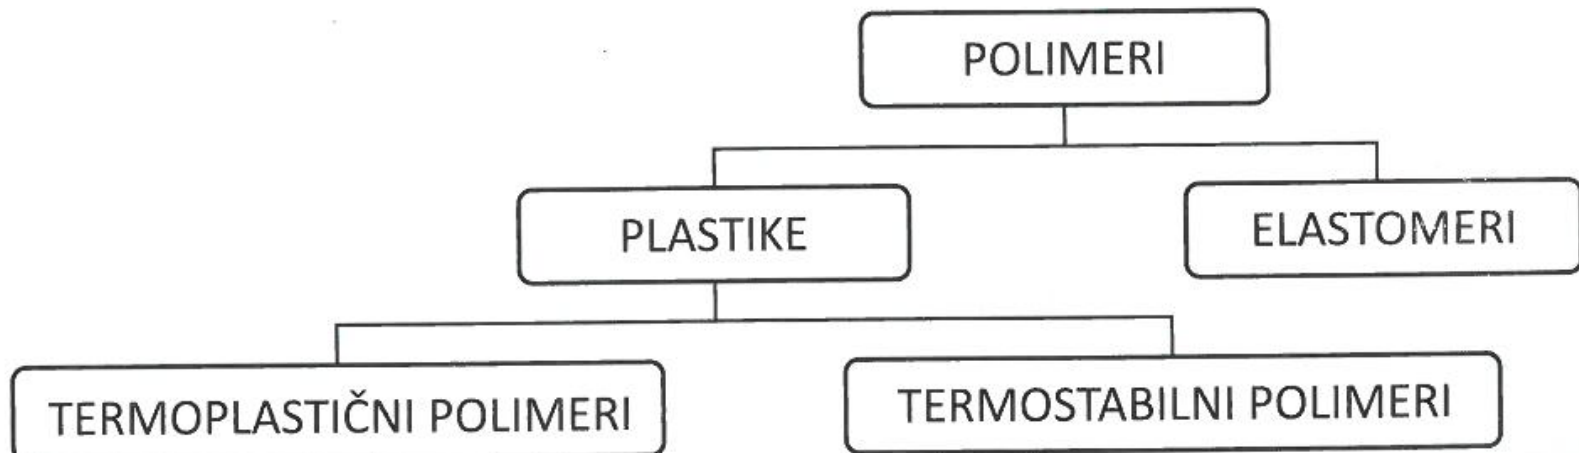 POLIMERI
PLASTIKE
ELASTOMERI
TERMOPLASTIČNI POLIMERI
TERMOSTABILNI POLIMERI